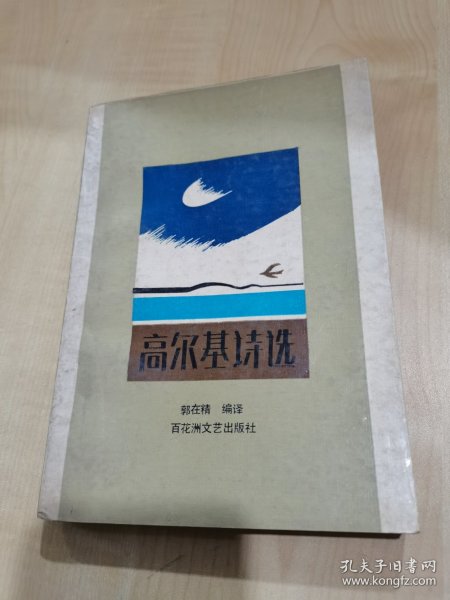 高尔基诗选
郭在精 编译
百花洲文艺出版社
孔夫子旧书网
www.kongfz.com